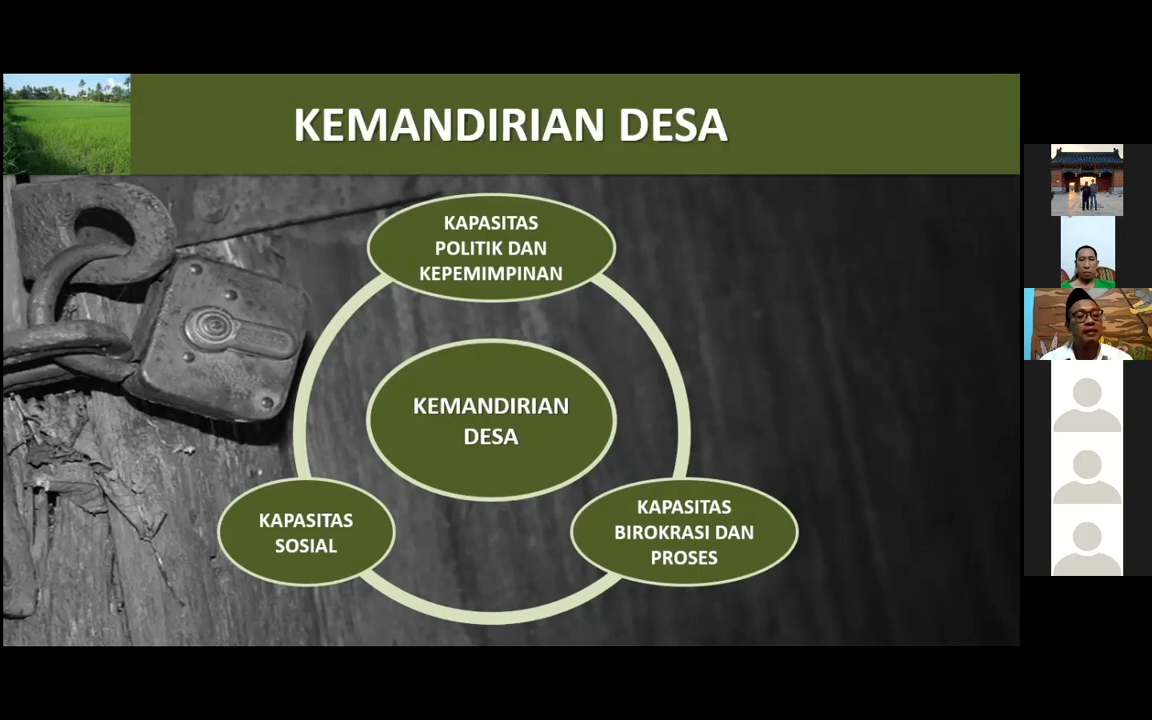 KEMANDIRIAN DESA
KAPASITAS
POLITIK DAN
KEPEMIMPINAN
KEMANDIRIAN
DESA
KAPASITAS
SOSIAL
KAPASITAS
BIROKRASI DAN
PROSES